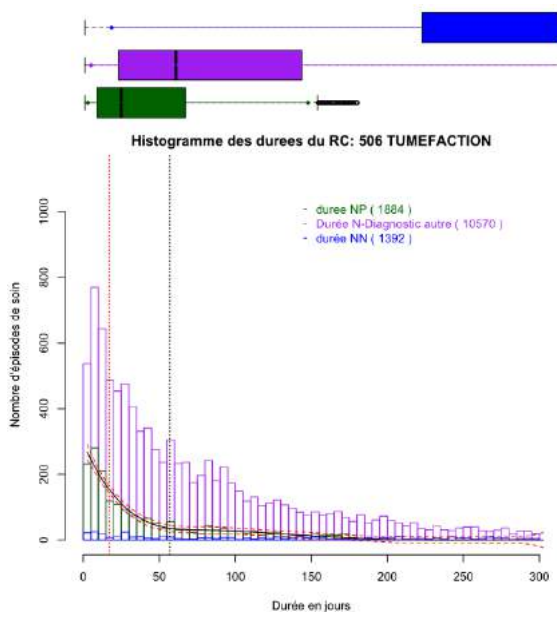 Histogramme des durees du RC: 506 TUMEFACTION
duree NP ( 1884 )
Durée N-Diagnostic autre ( 10570 )
durée NN ( 1392 )
Nombre d'épisodes de soin
1000
800
600
400
200
0
0 50 100 150 200 250 300
Durée en jours